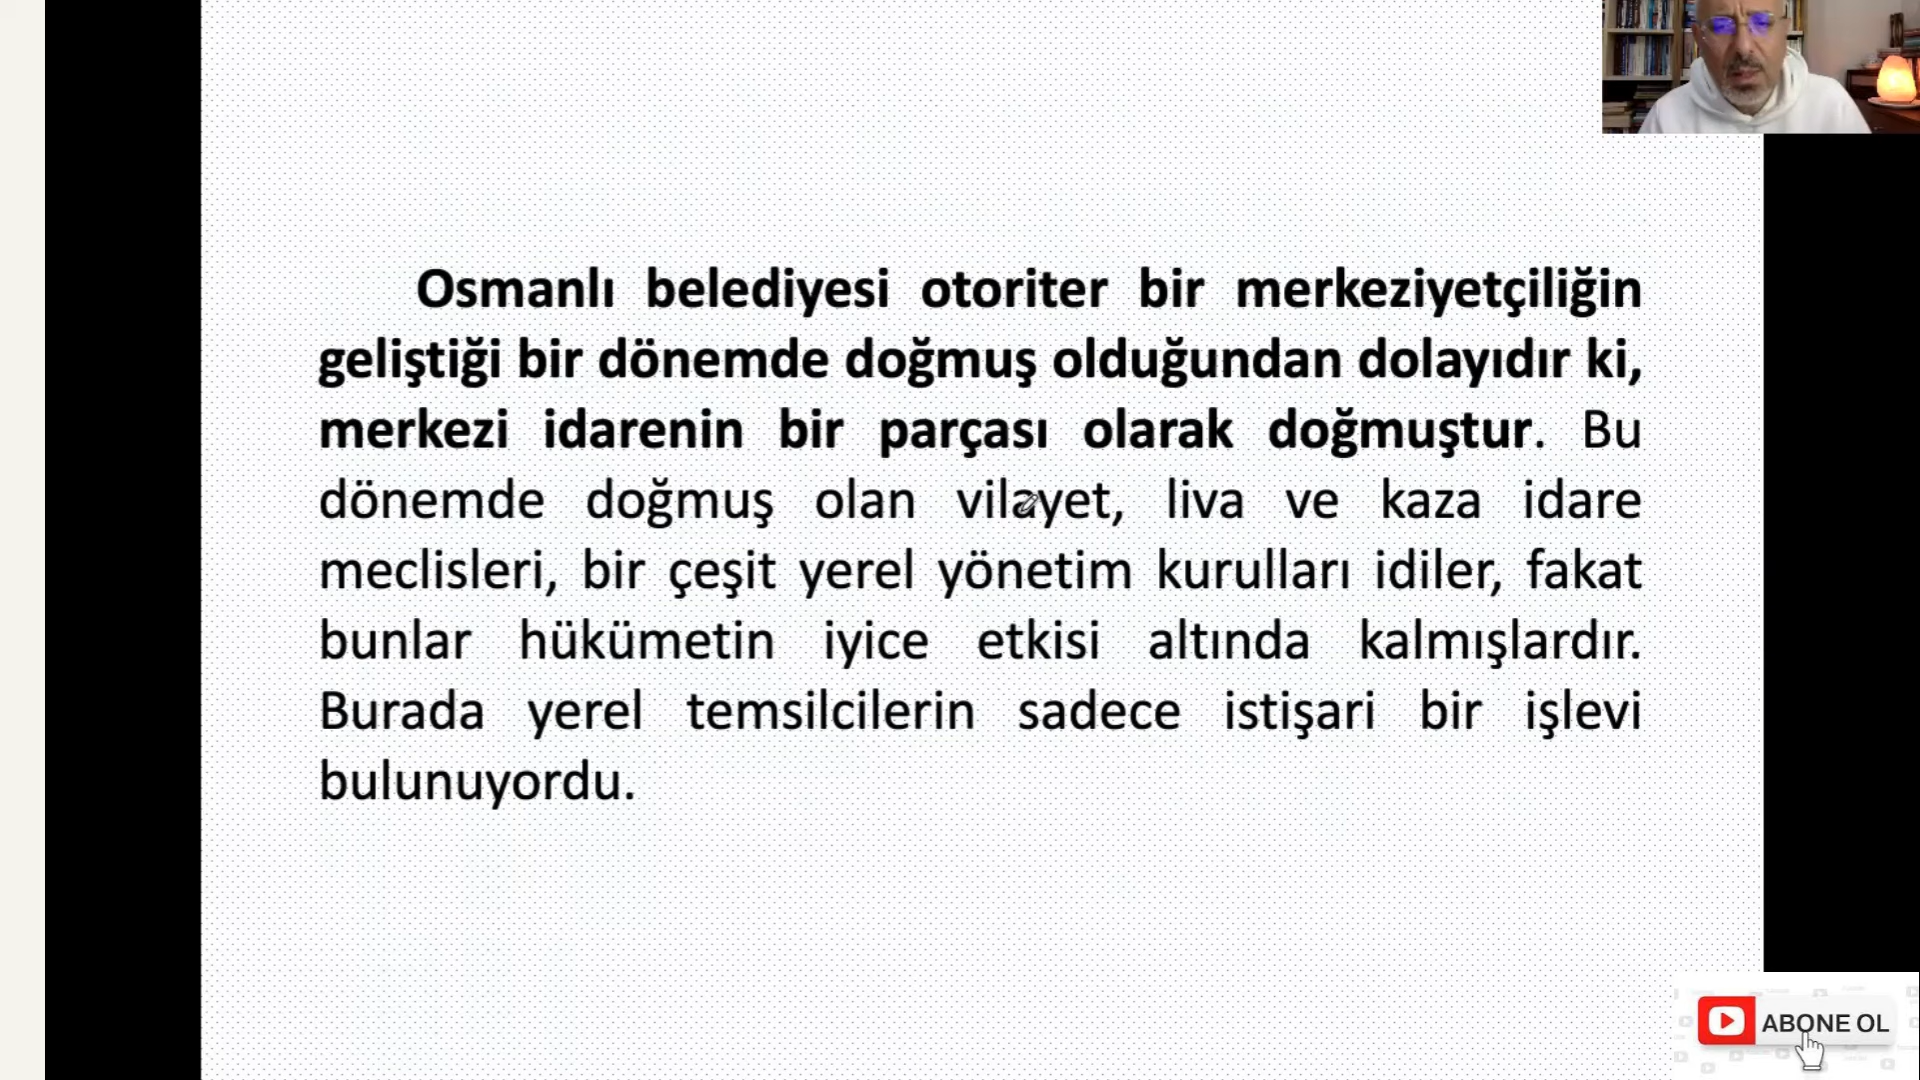 Osmanlı belediyesi otoriter bir merkeziyetçiliğin
geliştiği bir dönemde doğmuş olduğundan dolayıdır ki,
merkezi idarenin bir parçası olarak doğmuştur. Bu
dönemde doğmuş olan vilayet, liva ve kaza idare
meclisleri, bir çeşit yerel yönetim kurulları idiler, fakat
bunlar hükümetin iyice etkisi altında kalmışlardır.
Burada yerel temsilcilerin sadece istişari bir işlevi
bulunuyordu.
ABONE OL